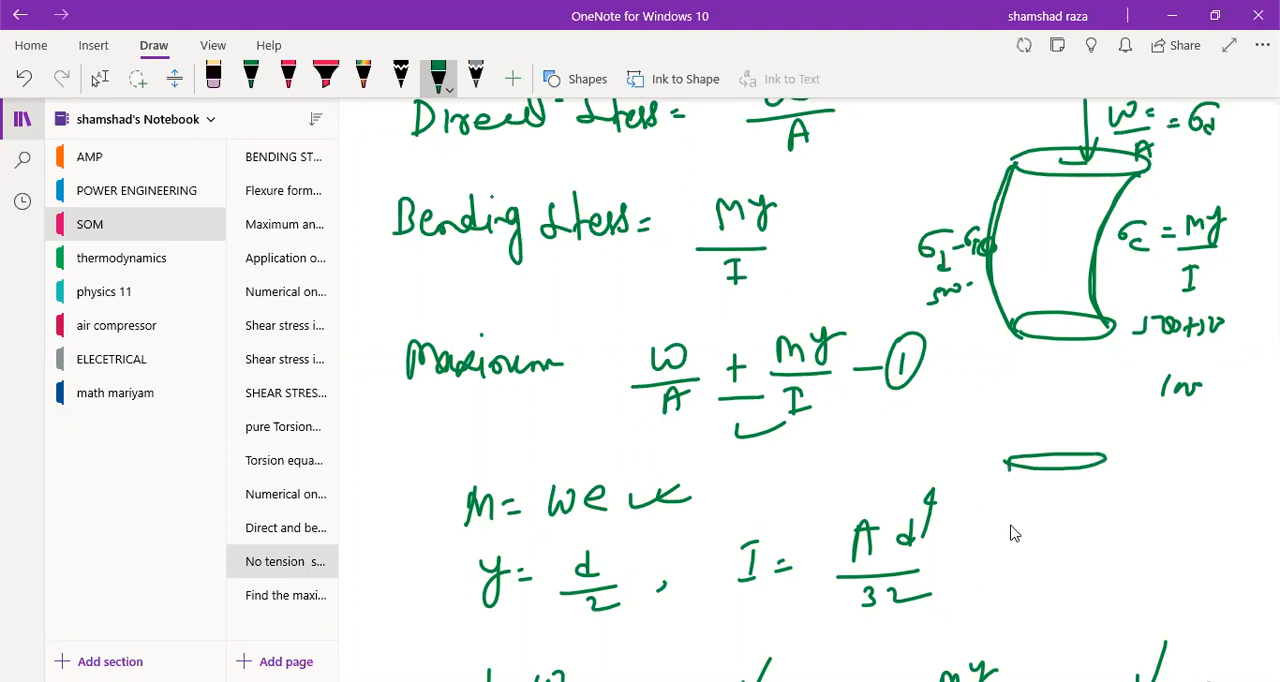 OneNote for Windows 10
shamshad raza
Home Insert Draw View Help
Share
Shapes Ink to Shape Ink to Text
shamshad's Notebook
AMP
POWER ENGINEERING
SOM
thermodynamics
physics 11
air compressor
ELECETRICAL
math mariyam
Add section
BENDING ST...
Flexure form...
Maximum an...
Application o...
Numerical on...
Shear stress i...
Shear stress i...
SHEAR STRES...
pure Torsion...
Torsion equa...
Numerical on...
Direct and be...
No tension s...
Find the maxi...
Add page
Direct stess = W/A
Bending stess = My/I
Maximum W/A ± My/I - 1
M = We
y = d/2 , I = A d^4/32
W/A = σd
σc = My/I